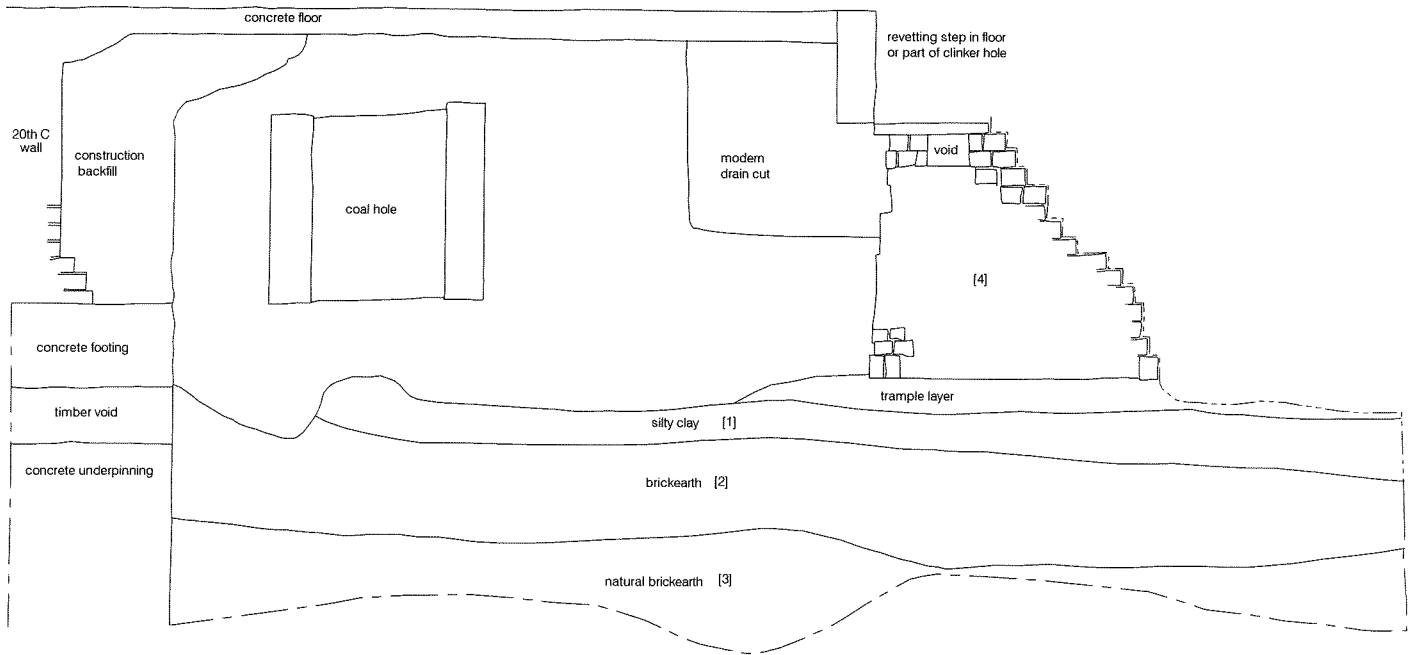 concrete floor
revetting step in floor
or part of clinker hole
20th C
wall
construction
backfill
modern
drain cut
void
coal hole
[4]
concrete footing
trample layer
timber void
silty clay [1]
concrete underpinning
brickearth [2]
natural brickearth [3]